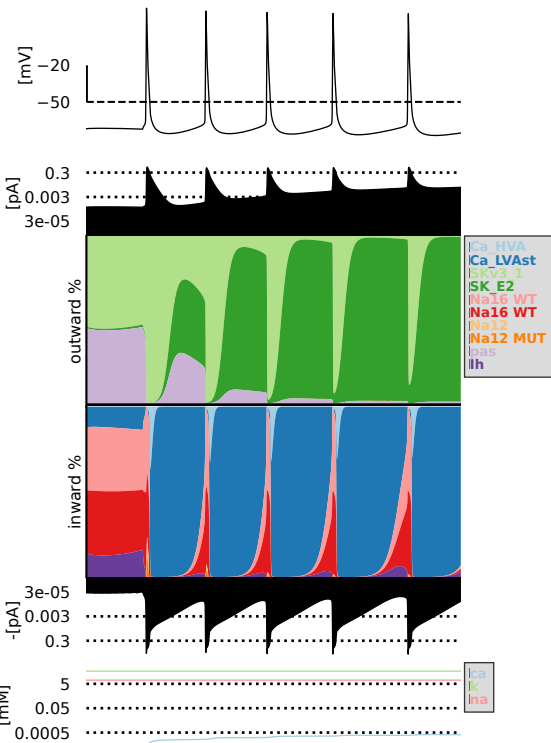 [mV]
−20
−50
[pA]
0.3
0.003
3e-05
outward %
Ca_HVA
Ca_LVAst
SKv3_1
SK_E2
Na16 WT
Na16 WT
Na12
Na12 MUT
pas
Ih
inward %
-[pA]
3e-05
0.003
0.3
[mM]
5
0.05
0.0005
ca
k
na